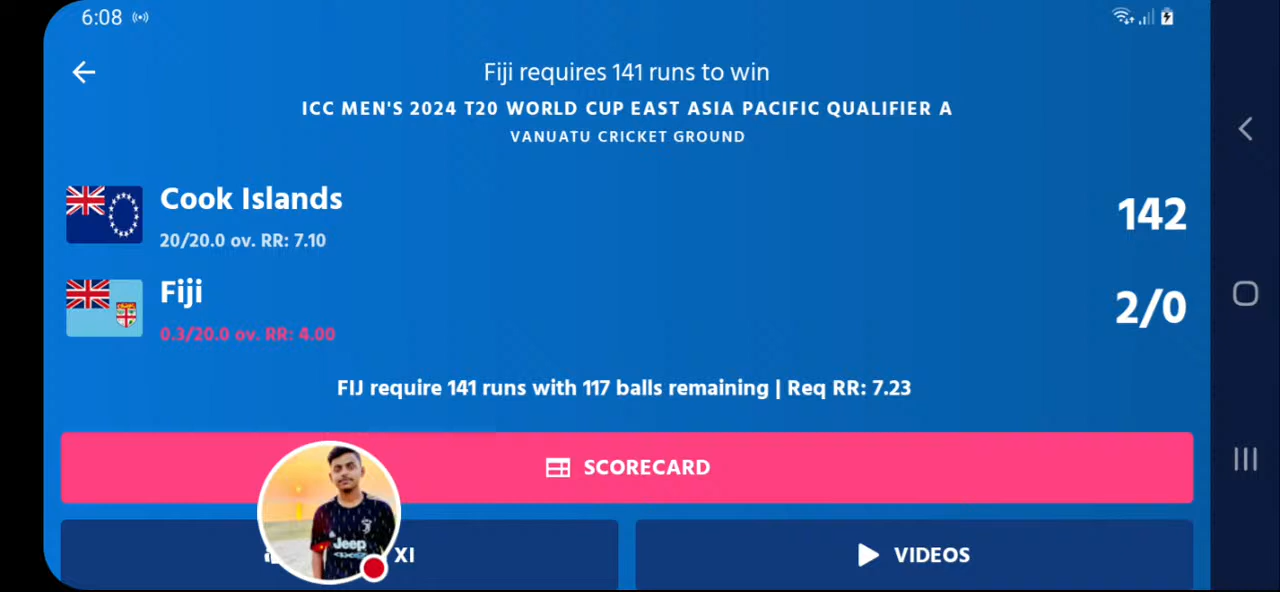 6:08
Fiji requires 141 runs to win
ICC MEN'S 2024 T20 WORLD CUP EAST ASIA PACIFIC QUALIFIER A
VANUATU CRICKET GROUND
Cook Islands
142
20/20.0 ov. RR: 7.10
Fiji
2/0
0.3/20.0 ov. RR: 4.00
FIJ require 141 runs with 117 balls remaining | Req RR: 7.23
SCORECARD
Jeep
XI
VIDEOS